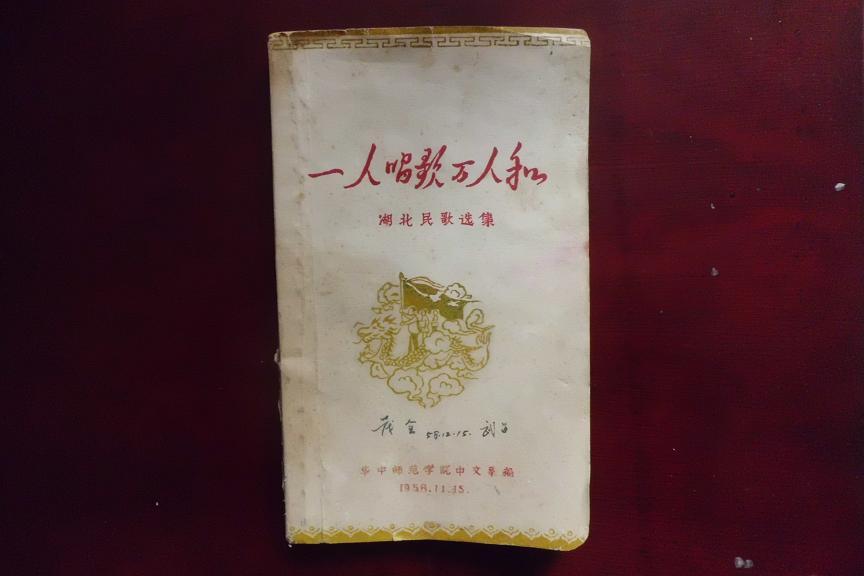 一人唱歌万人和
湖北民歌选集
58.12.15.
华中师范学院中文系编
1958.11.15.